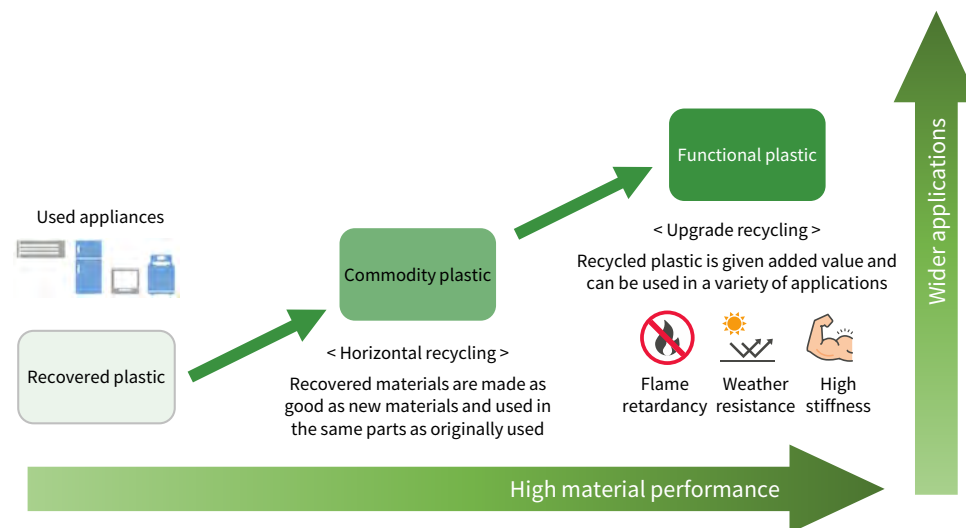 Used appliances
Recovered plastic
Commodity plastic
< Horizontal recycling >
Recovered materials are made as
good as new materials and used in
the same parts as originally used
Functional plastic
< Upgrade recycling >
Recycled plastic is given added value and
can be used in a variety of applications
Flame
retardancy
Weather
resistance
High
stiffness
High material performance
Wider applications